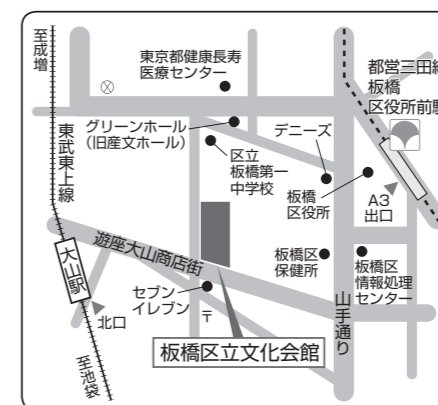 至成増
東京都健康長寿
医療センター
都営三田線
板橋
区役所前駅
グリーンホール
(旧産文ホール)
東武東上線
デニーズ
区立
板橋第一
中学校
板橋
区役所
A3
出口
遊座大山商店街
大山駅
板橋区
保健所
板橋区
情報処理
センター
セブン
イレブン
北口
〒
山手通り
板橋区立文化会館
至池袋